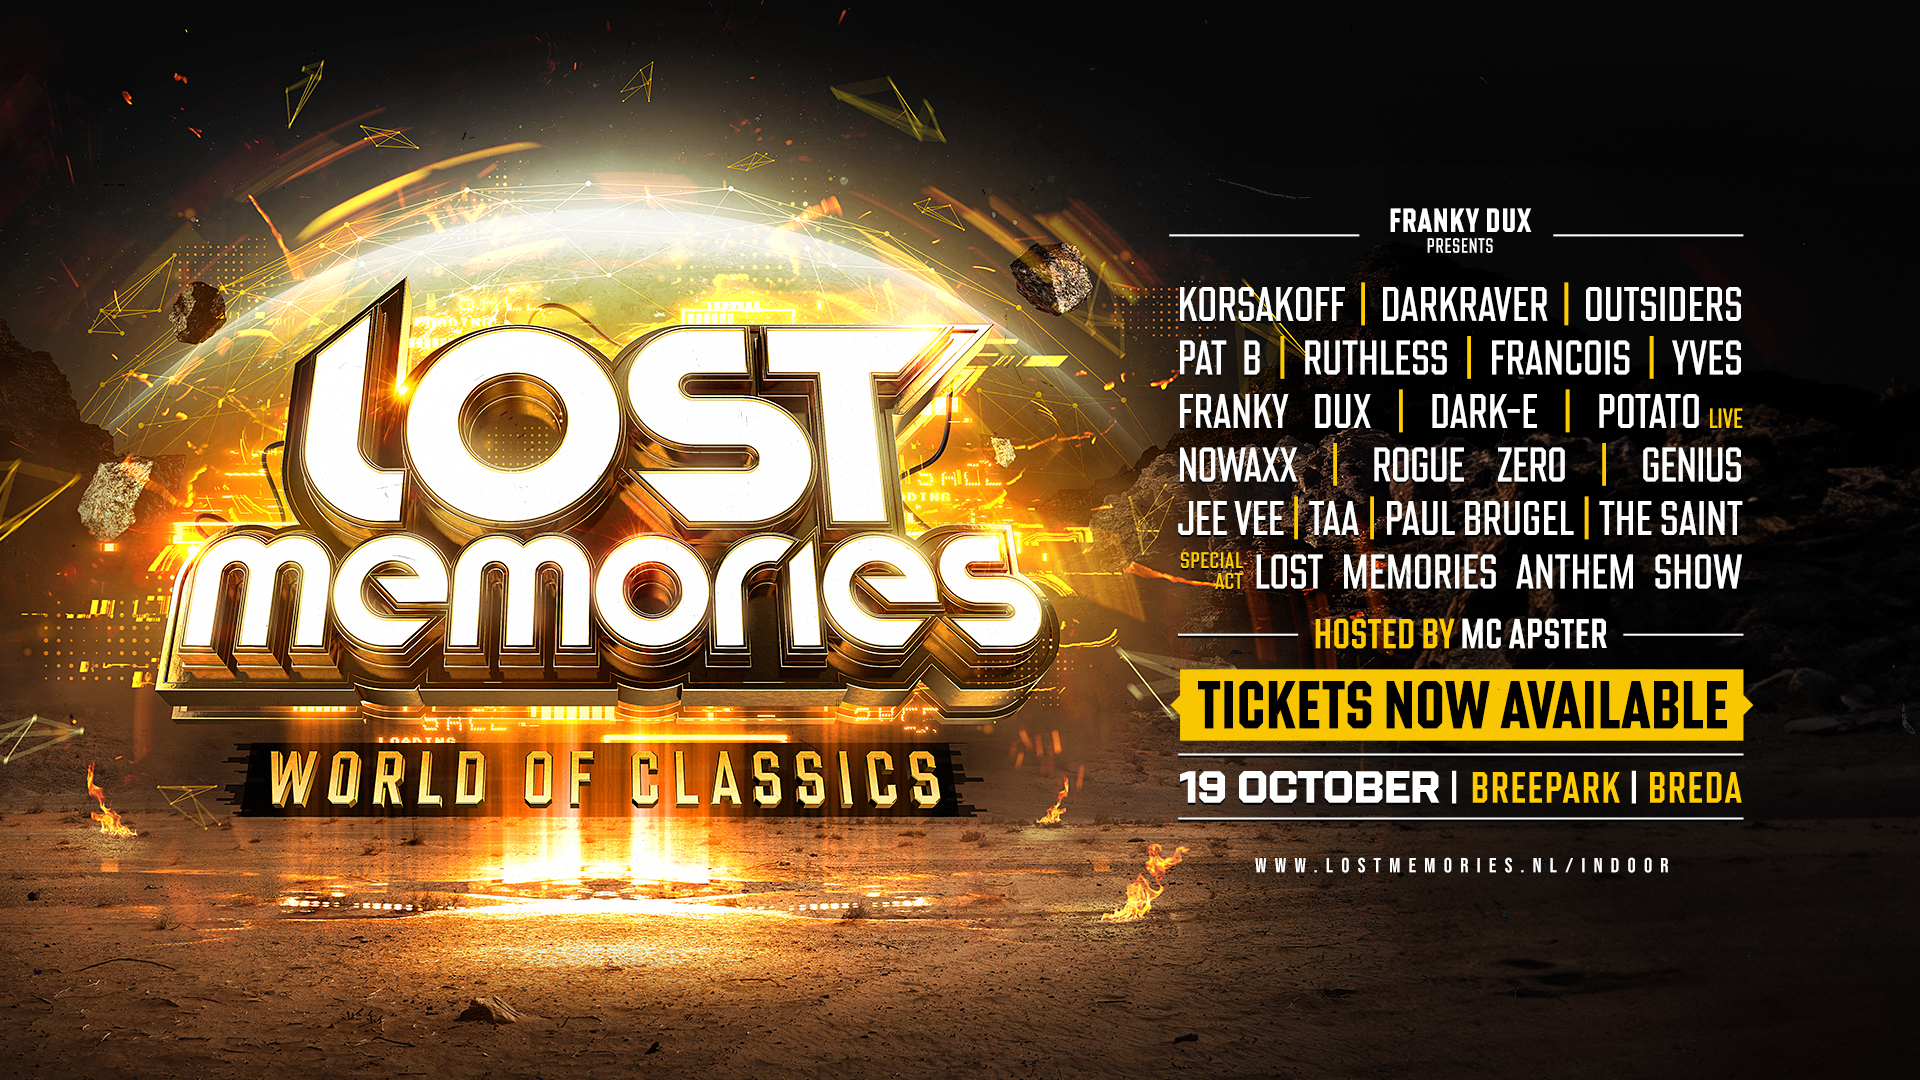 LOST
MEMORIES
WORLD OF CLASSICS
FRANKY DUX
PRESENTS
KORSAKOFF | DARKRAVER | OUTSIDERS
PAT B | RUTHLESS | FRANCOIS | YVES
FRANKY DUX | DARK-E | POTATO LIVE
NOWAXX | ROGUE ZERO | GENIUS
JEE VEE | TAA | PAUL BRUGEL | THE SAINT
SPECIAL ACT LOST MEMORIES ANTHEM SHOW
HOSTED BY MC APSTER
TICKETS NOW AVAILABLE
19 OCTOBER | BREEPARK | BREDA
WWW.LOSTMEMORIES.NL/INDOOR